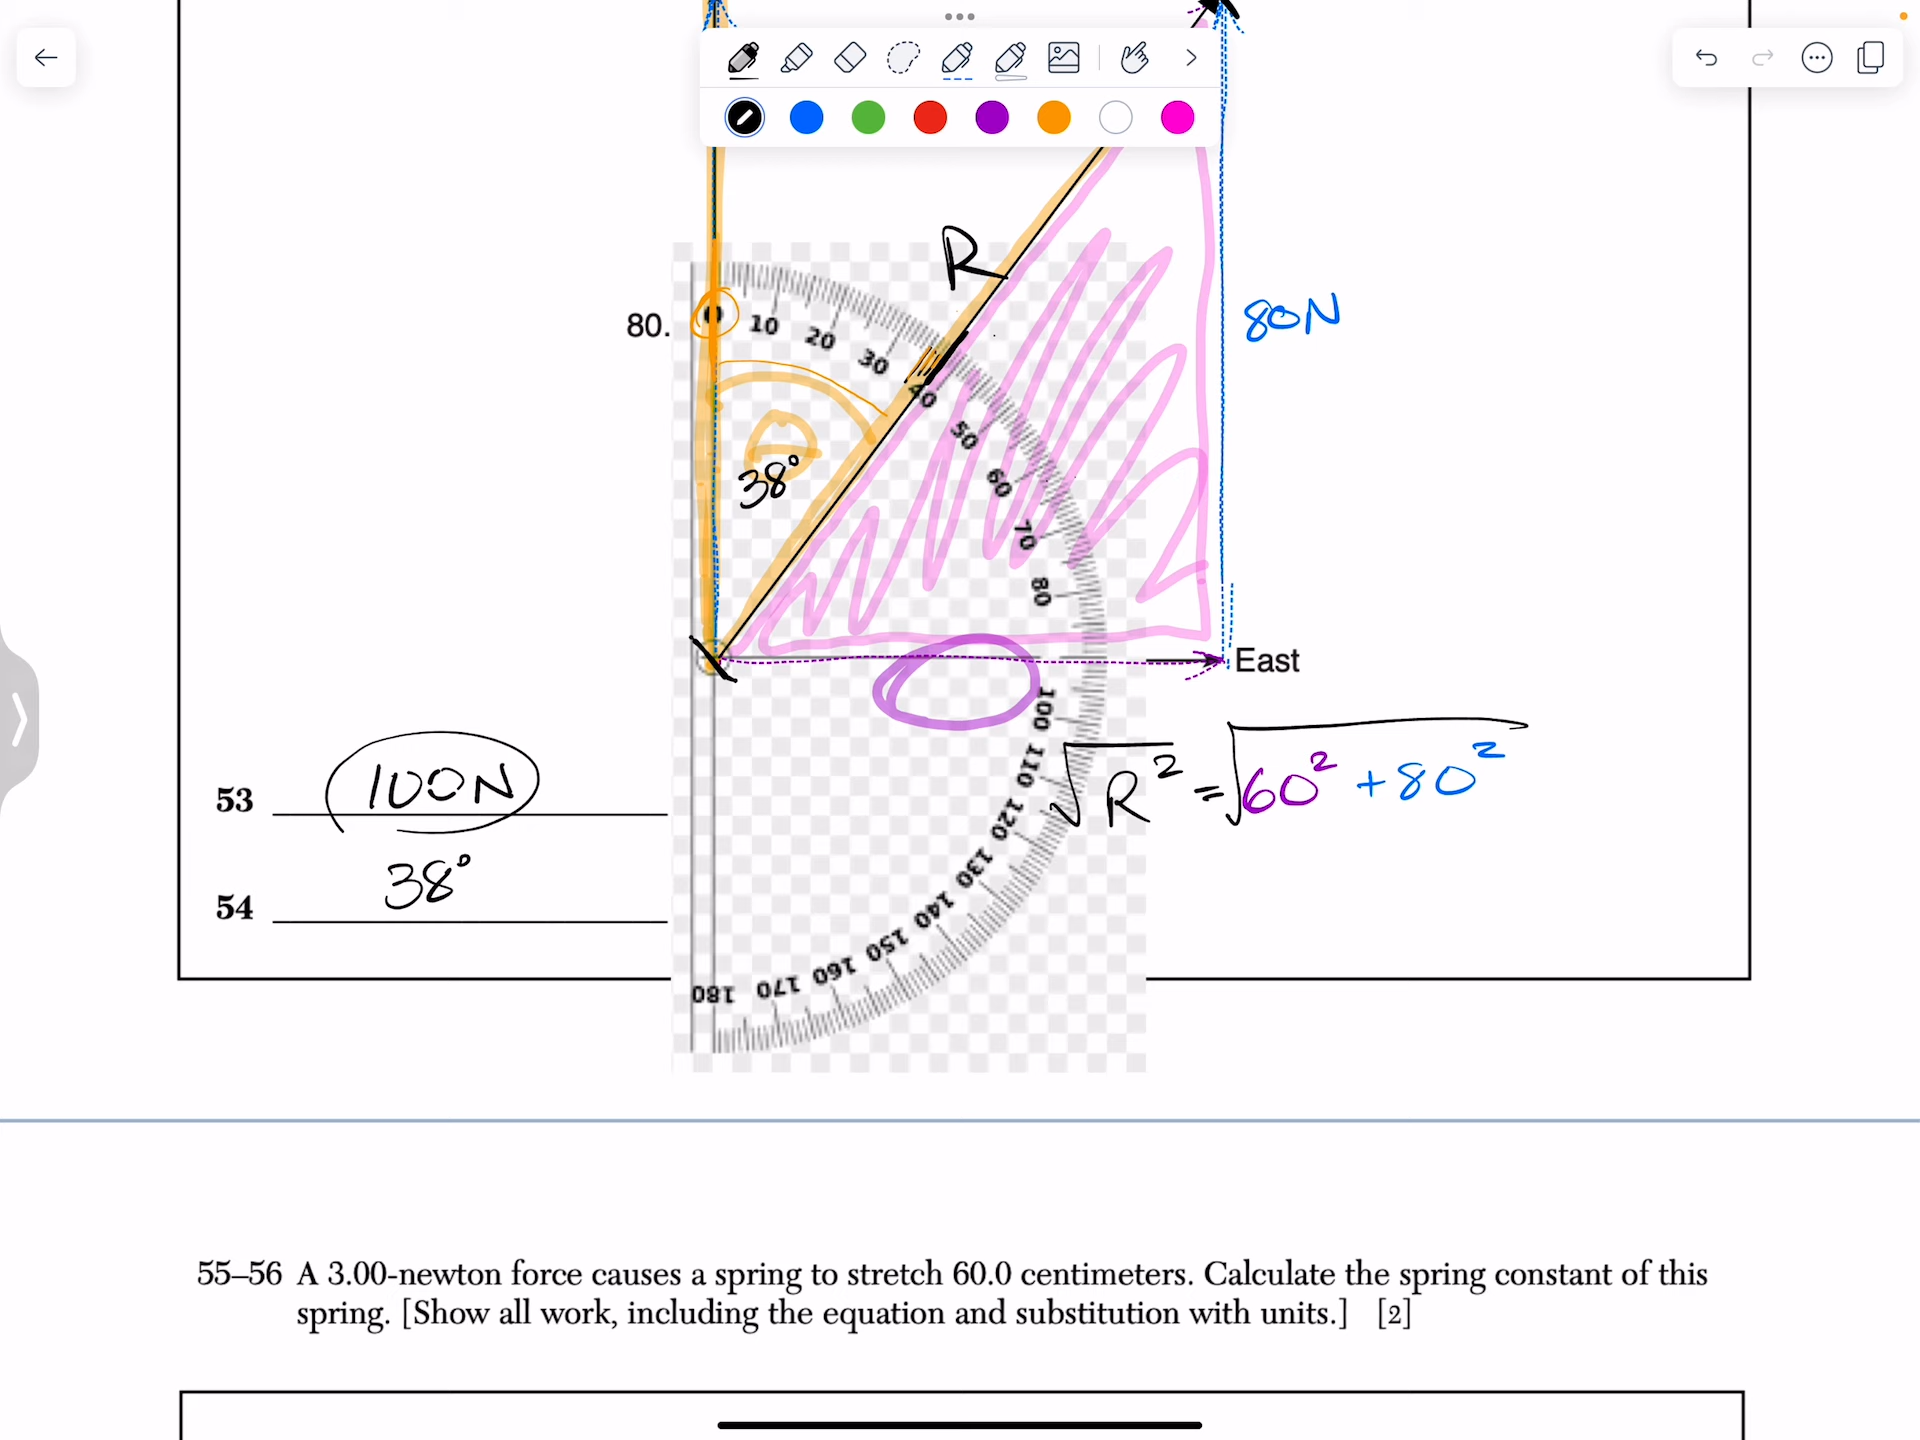 R
80.
0 10 20 30 40 50 60 70 80
80N
θ
38°
East
100 110 120 130 140 150 160 170 180
√R² = √60² + 80²
53 100N
54 38°
55–56 A 3.00-newton force causes a spring to stretch 60.0 centimeters. Calculate the spring constant of this
spring. [Show all work, including the equation and substitution with units.] [2]